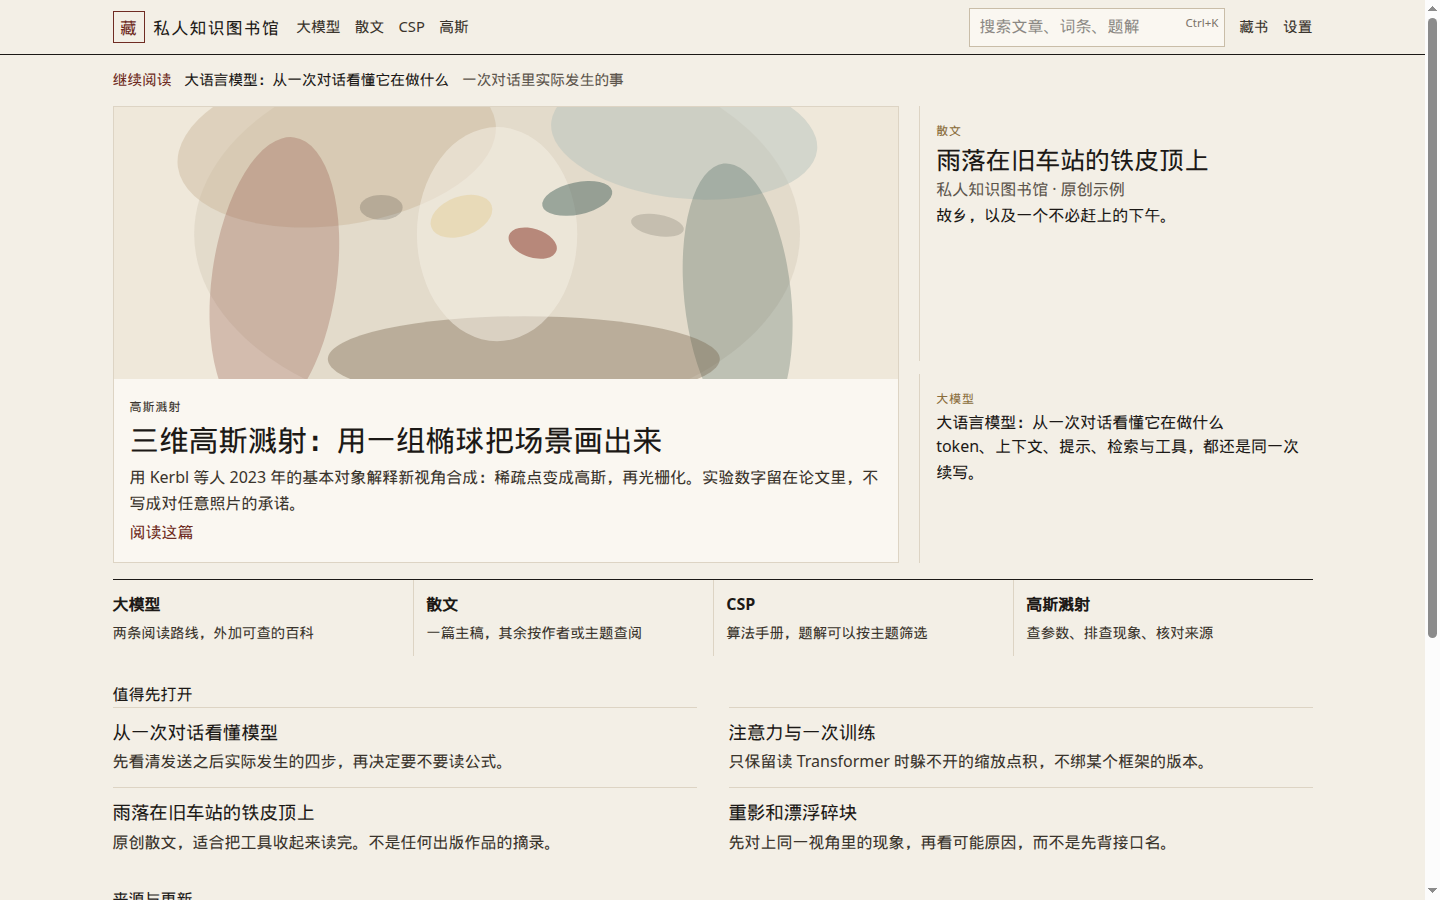 藏 私人知识图书馆 大模型 散文 CSP 高斯 搜索文章、词条、题解 Ctrl+K 藏书 设置
继续阅读 大语言模型：从一次对话看懂它在做什么 一次对话里实际发生的事
高斯溅射
三维高斯溅射：用一组椭球把场景画出来
用 Kerbl 等人 2023 年的基本对象解释新视角合成：稀疏点变成高斯，再光栅化。实验数字留在论文里，不
写成对任意照片的承诺。
阅读这篇
散文
雨落在旧车站的铁皮顶上
私人知识图书馆 · 原创示例
故乡，以及一个不必赶上的下午。
大模型
大语言模型：从一次对话看懂它在做什么
token、上下文、提示、检索与工具，都还是同一次
续写。
大模型
两条阅读路线，外加可查的百科
散文
一篇主稿，其余按作者或主题查阅
CSP
算法手册，题解可以按主题筛选
高斯溅射
查参数、排查现象、核对来源
值得先打开
从一次对话看懂模型
先看清发送之后实际发生的四步，再决定要不要读公式。
注意力与一次训练
只保留读 Transformer 时躲不开的缩放点积，不绑某个框架的版本。
雨落在旧车站的铁皮顶上
原创散文，适合把工具收起来读完。不是任何出版作品的摘录。
重影和漂浮碎块
先对上同一视角里的现象，再看可能原因，而不是先背接口名。
来源与更新